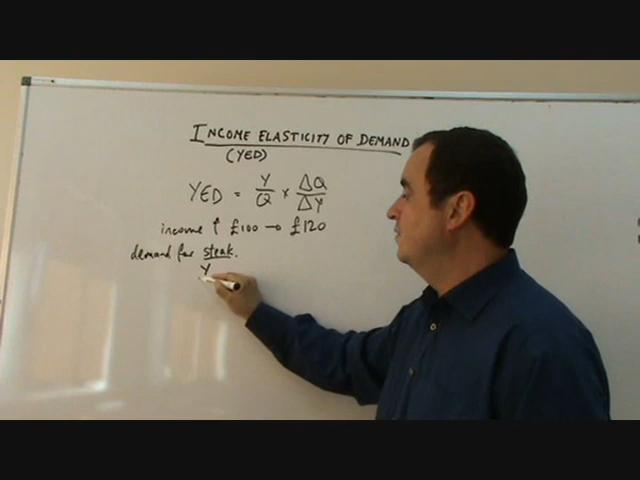 INCOME ELASTICITY OF DEMAND
(YED)
YED = Y/Q × ΔQ/ΔY
income ↑ £100 → £120
demand for steak.
Y